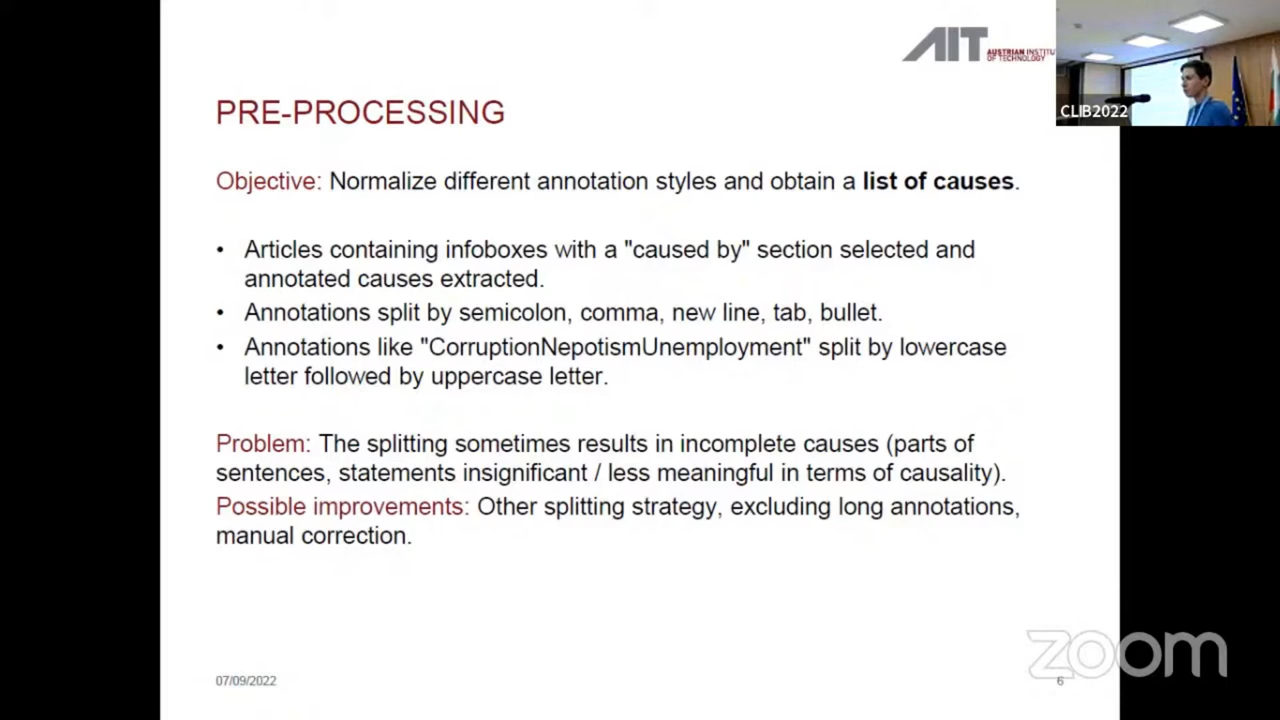 AIT AUSTRIAN INSTITU
OF TECHNOLOGY
CLIB2022
PRE-PROCESSING
Objective: Normalize different annotation styles and obtain a list of causes.
• Articles containing infoboxes with a "caused by" section selected and
annotated causes extracted.
• Annotations split by semicolon, comma, new line, tab, bullet.
• Annotations like "CorruptionNepotismUnemployment" split by lowercase
letter followed by uppercase letter.
Problem: The splitting sometimes results in incomplete causes (parts of
sentences, statements insignificant / less meaningful in terms of causality).
Possible improvements: Other splitting strategy, excluding long annotations,
manual correction.
zoom
07/09/2022
6